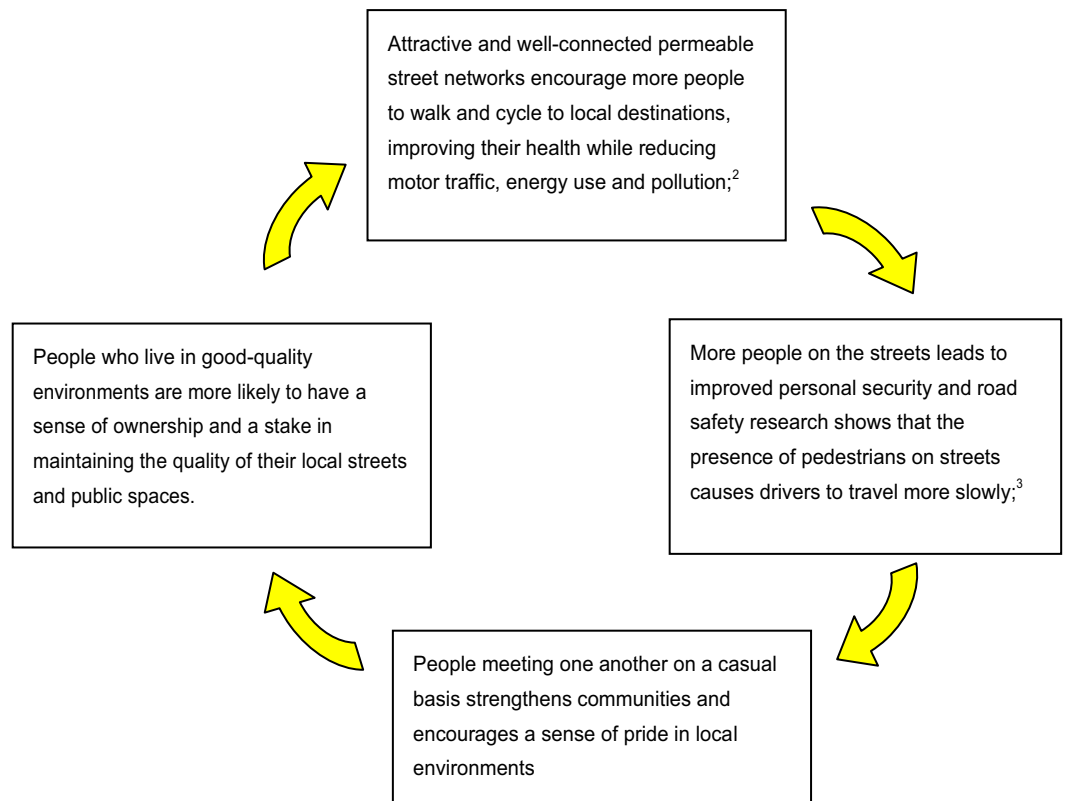 Attractive and well-connected permeable
street networks encourage more people
to walk and cycle to local destinations,
improving their health while reducing
motor traffic, energy use and pollution;²
More people on the streets leads to
improved personal security and road
safety research shows that the
presence of pedestrians on streets
causes drivers to travel more slowly;³
People meeting one another on a casual
basis strengthens communities and
encourages a sense of pride in local
environments
People who live in good-quality
environments are more likely to have a
sense of ownership and a stake in
maintaining the quality of their local streets
and public spaces.